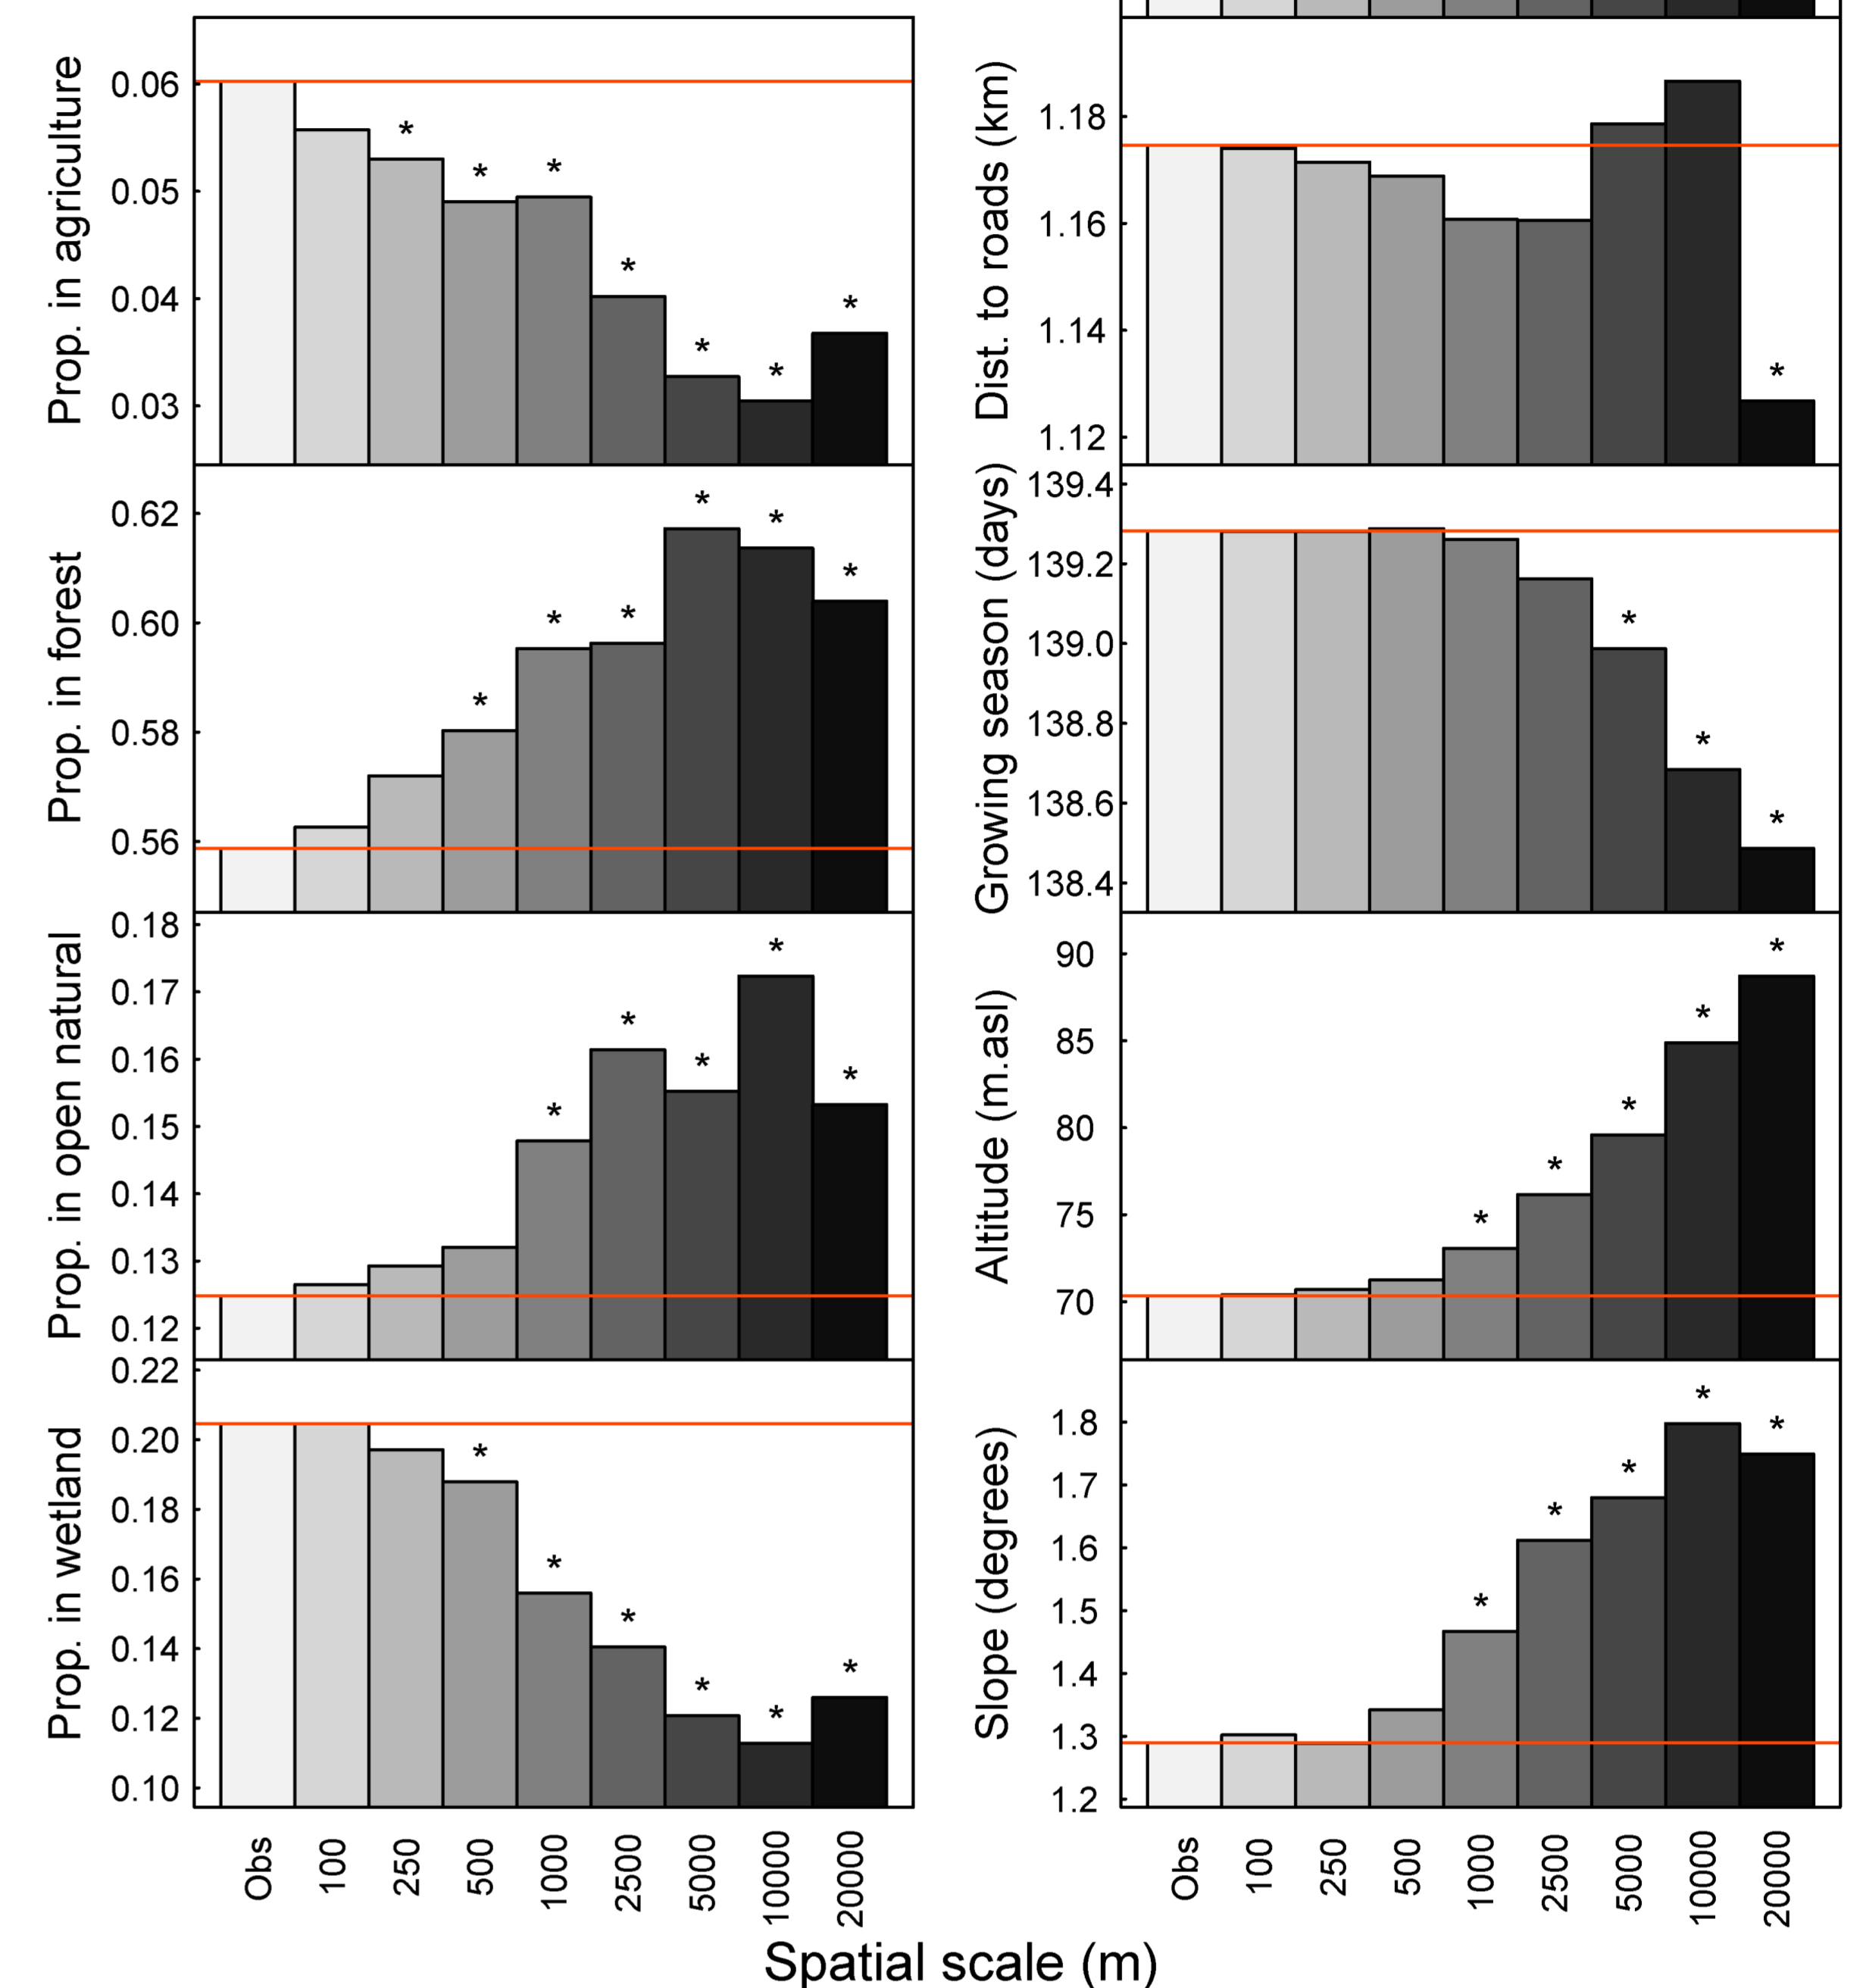 Prop. in agriculture
0.06
0.05
0.04
0.03
* * * * * * *
Prop. in forest
0.62
0.60
0.58
0.56
* * * * * *
Prop. in open natural
0.18
0.17
0.16
0.15
0.14
0.13
0.12
* * * * *
Prop. in wetland
0.22
0.20
0.18
0.16
0.14
0.12
0.10
* * * * * *
Obs 100 250 500 1000 2500 5000 10000 20000
Dist. to roads (km)
1.18
1.16
1.14
1.12
*
Growing season (days)
139.4
139.2
139.0
138.8
138.6
138.4
* * *
Altitude (m.asl)
90
85
80
75
70
* * * * *
Slope (degrees)
1.8
1.7
1.6
1.5
1.4
1.3
1.2
* * * * *
Obs 100 250 500 1000 2500 5000 10000 20000
Spatial scale (m)